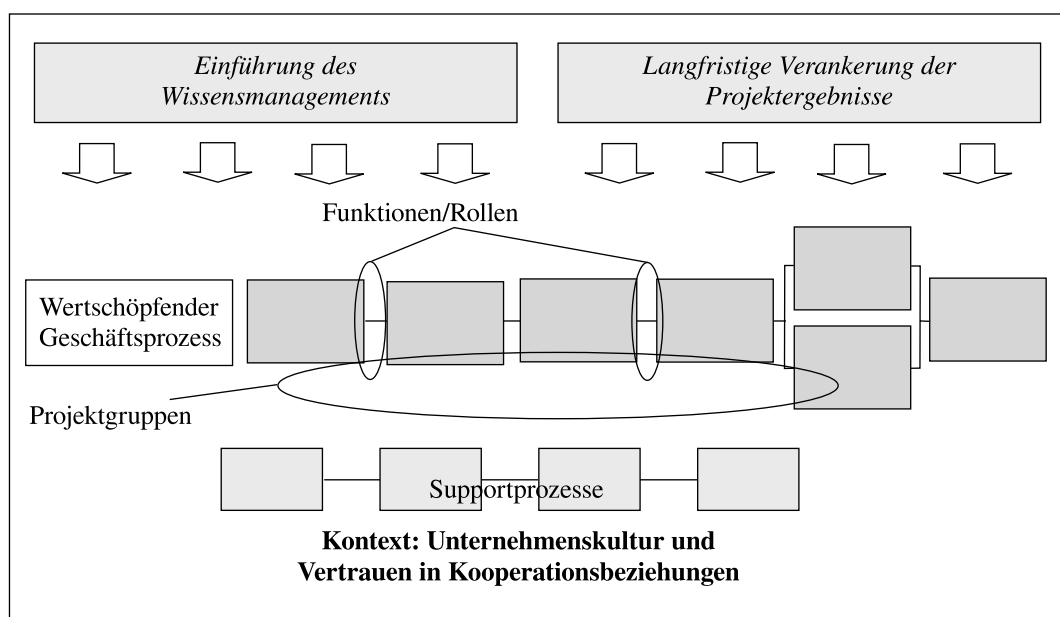 Einführung des
Wissensmanagements
Langfristige Verankerung der
Projektergebnisse
Funktionen/Rollen
Wertschöpfender
Geschäftsprozess
Projektgruppen
Supportprozesse
Kontext: Unternehmenskultur und
Vertrauen in Kooperationsbeziehungen